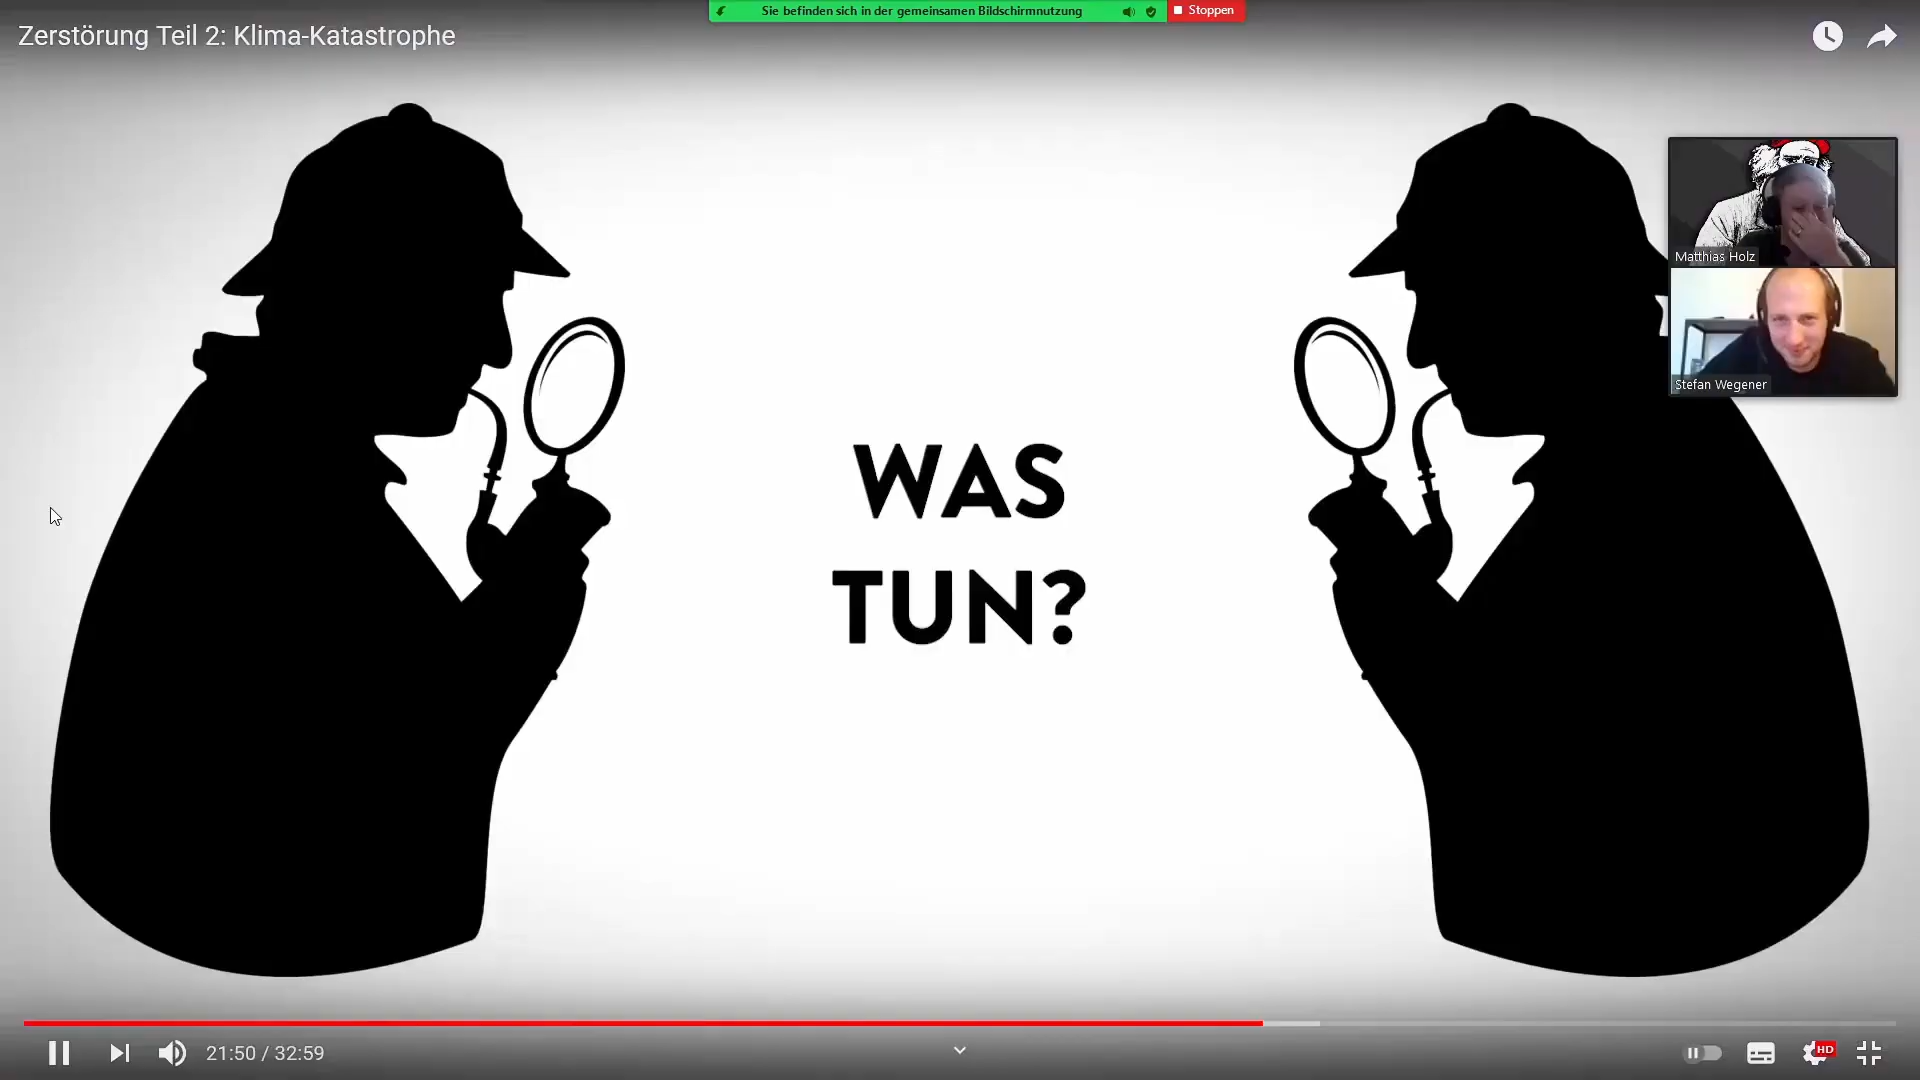 Sie befinden sich in der gemeinsamen Bildschirmnutzung
Stoppen
Zerstörung Teil 2: Klima-Katastrophe
Matthias Holz
Stefan Wegener
WAS
TUN?
21:50 / 32:59
HD